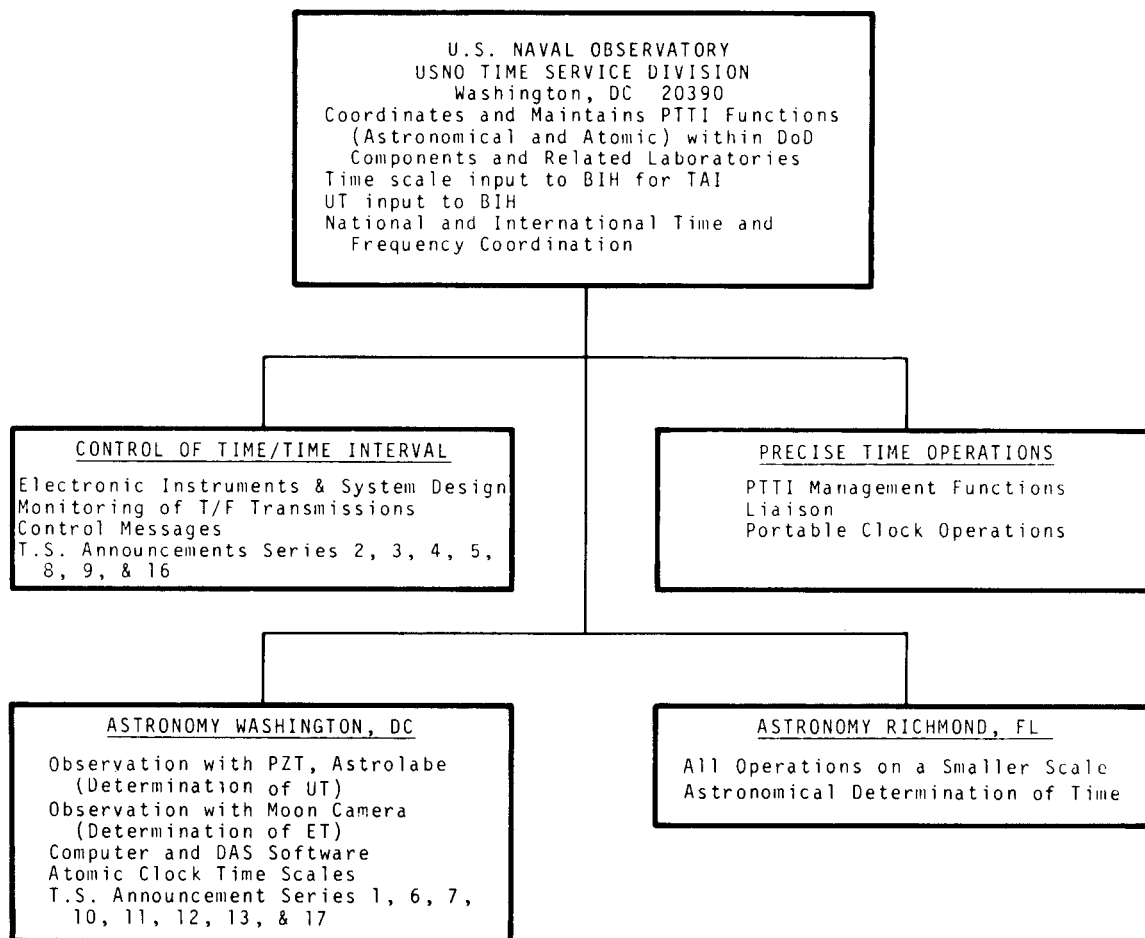 U.S. NAVAL OBSERVATORY
USNO TIME SERVICE DIVISION
Washington, DC 20390
Coordinates and Maintains PTTI Functions
(Astronomical and Atomic) within DoD
Components and Related Laboratories
Time scale input to BIH for TAI
UT input to BIH
National and International Time and
Frequency Coordination
CONTROL OF TIME/TIME INTERVAL
Electronic Instruments & System Design
Monitoring of T/F Transmissions
Control Messages
T.S. Announcements Series 2, 3, 4, 5,
8, 9, & 16
PRECISE TIME OPERATIONS
PTTI Management Functions
Liaison
Portable Clock Operations
ASTRONOMY WASHINGTON, DC
Observation with PZT, Astrolabe
(Determination of UT)
Observation with Moon Camera
(Determination of ET)
Computer and DAS Software
Atomic Clock Time Scales
T.S. Announcement Series 1, 6, 7,
10, 11, 12, 13, & 17
ASTRONOMY RICHMOND, FL
All Operations on a Smaller Scale
Astronomical Determination of Time